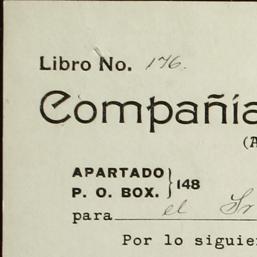 Libro No. 176.
Compañía
(A
APARTADO } 148
P. O. BOX.
para el Sr
Por lo siguie